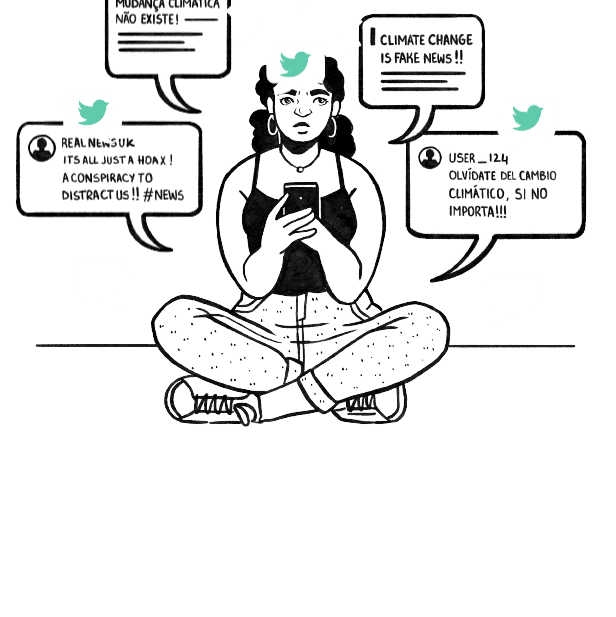 MUDANÇA CLIMÁTICA
NÃO EXISTE!
CLIMATE CHANGE
IS FAKE NEWS!!
REALNEWSUK
ITS ALL JUST A HOAX!
A CONSPIRACY TO
DISTRACT US!! #NEWS
USER_124
OLVÍDATE DEL CAMBIO
CLIMÁTICO, SI NO
IMPORTA!!!